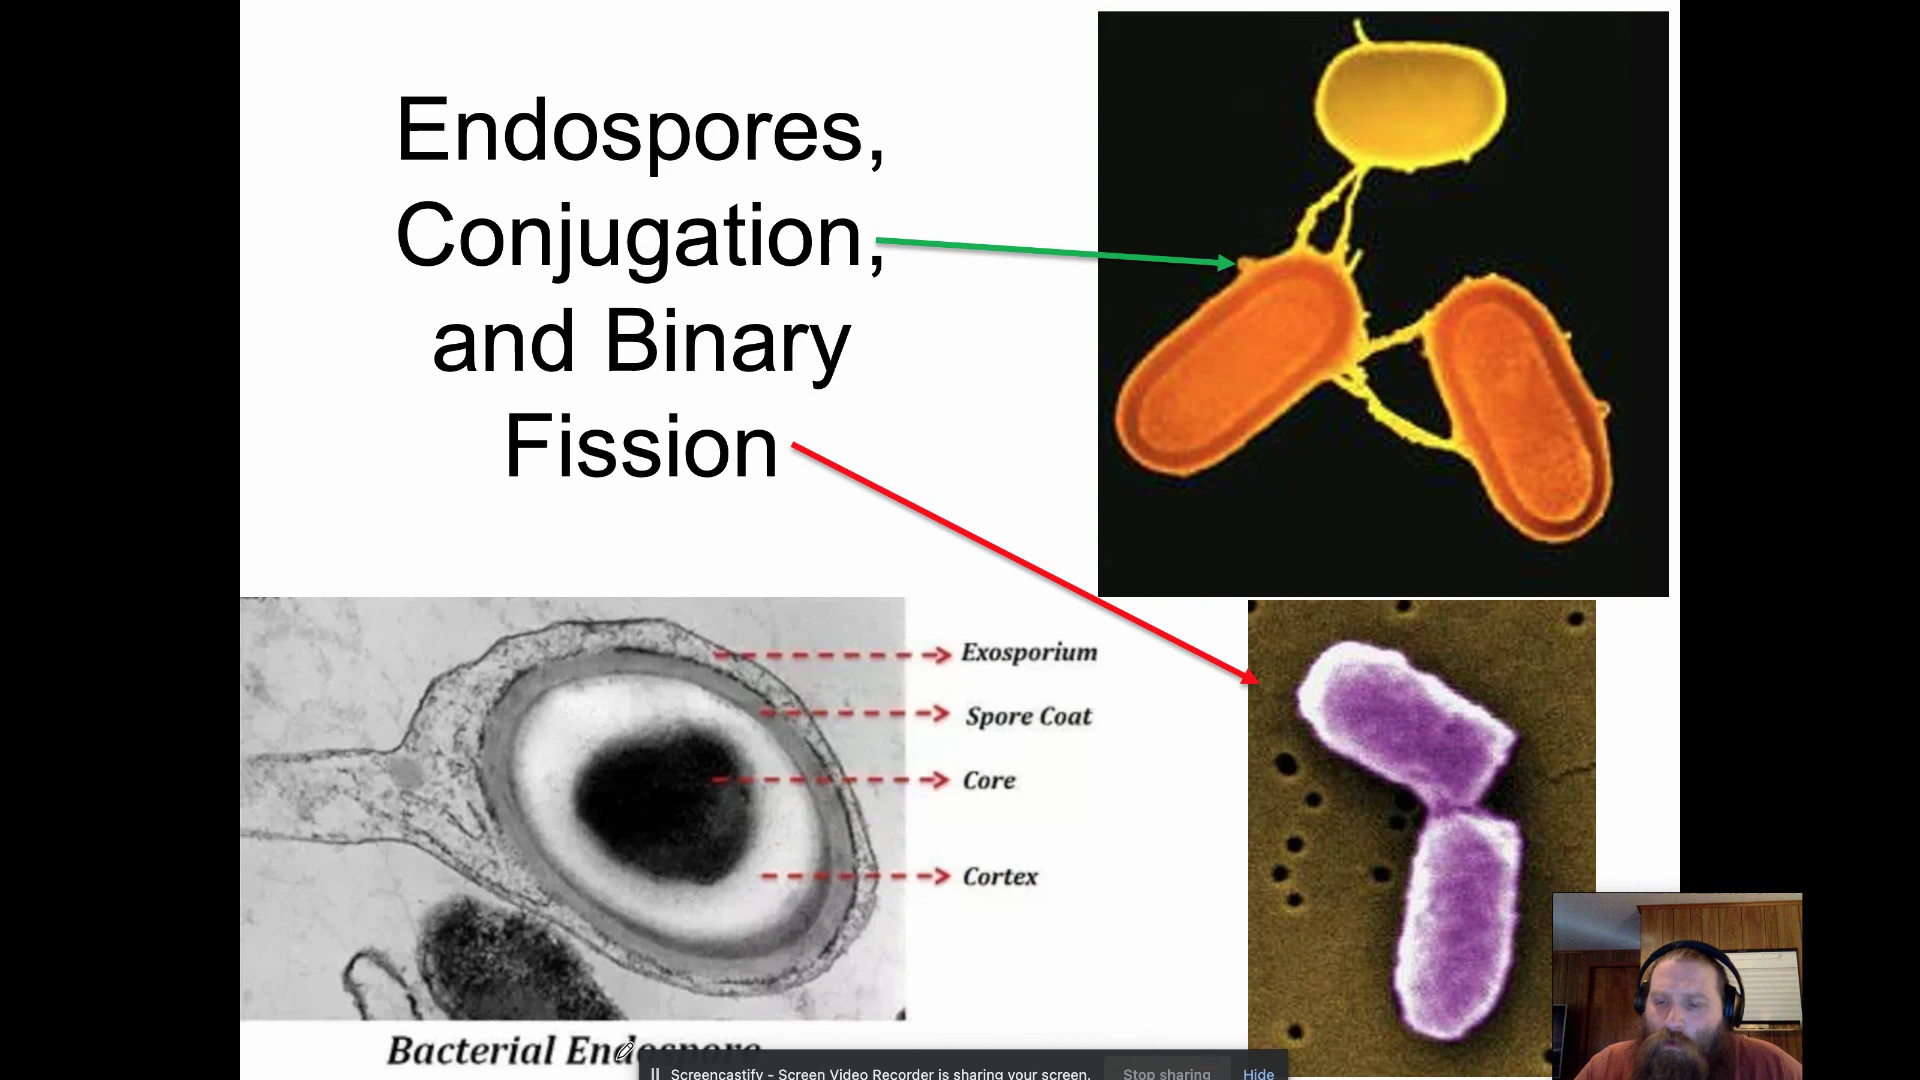 Endospores,
Conjugation,
and Binary
Fission
Exosporium
Spore Coat
Core
Cortex
Bacterial Endospore
Screencastify - Screen Video Recorder is sharing your screen.
Stop sharing
Hide